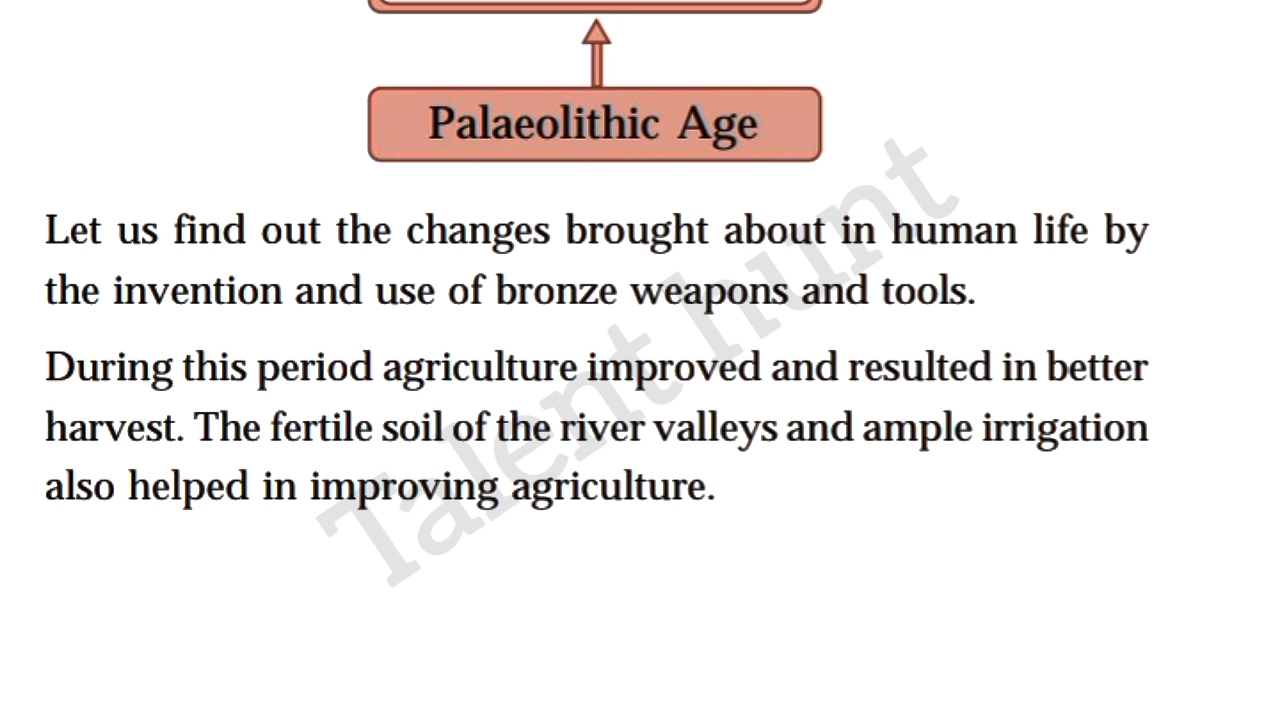 Palaeolithic Age
Let us find out the changes brought about in human life by
the invention and use of bronze weapons and tools.
During this period agriculture improved and resulted in better
harvest. The fertile soil of the river valleys and ample irrigation
also helped in improving agriculture.
Talent hunt